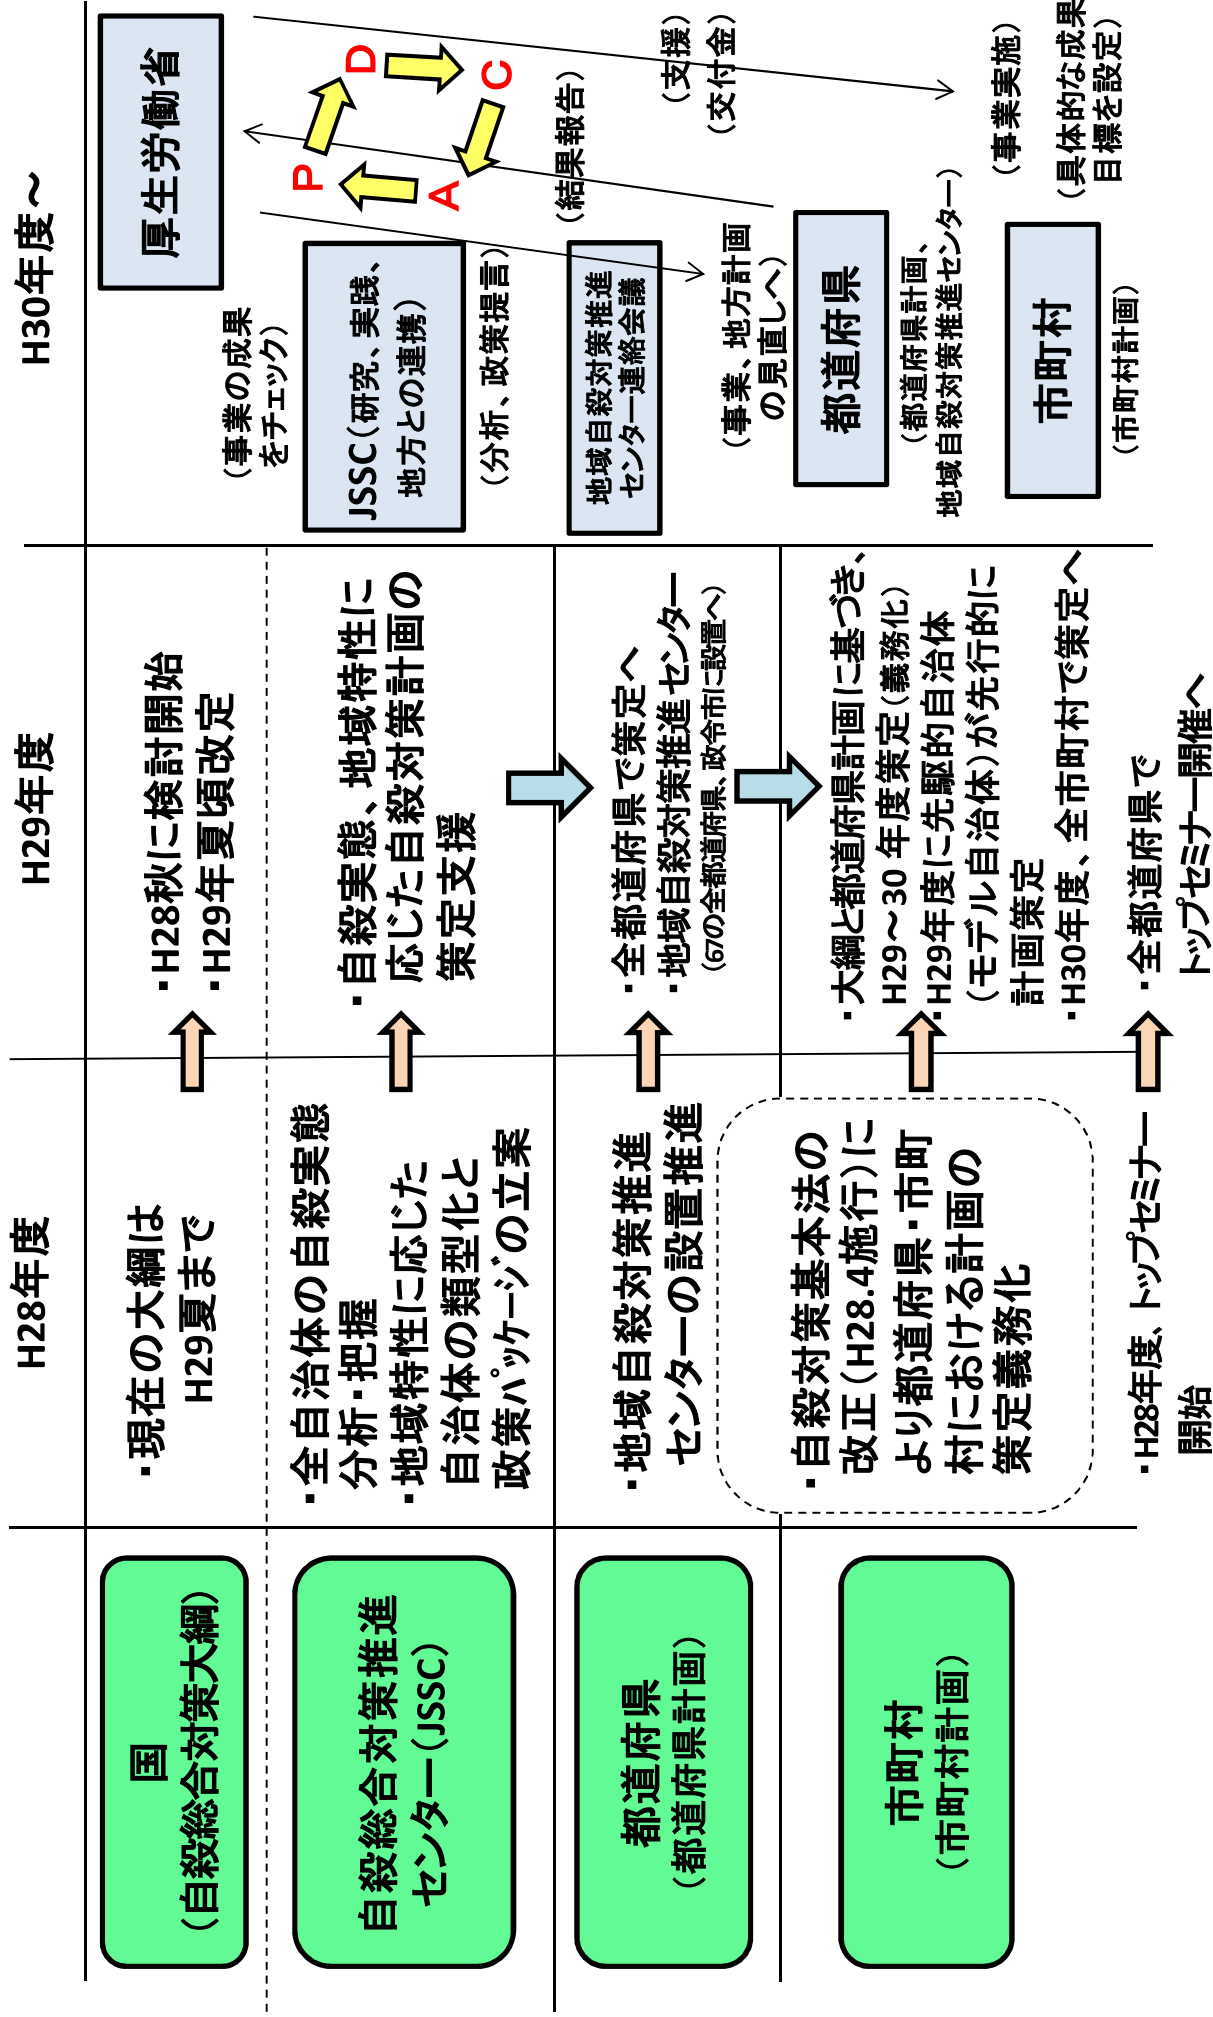 H28年度
H29年度
H30年度～
国
（自殺総合対策大綱）
・現在の大綱は
H29夏まで
・H28秋に検討開始
・H29年夏頃改定
厚生労働省
（事業の成果
をチェック）
P
D
C
A
自殺総合対策推進
センター（JSSC）
・全自治体の自殺実態
分析・把握
・地域特性に応じた
自治体の類型化と
政策パッケージの立案
・自殺実態、地域特性に
応じた自殺対策計画の
策定支援
JSSC（研究、実践、
地方との連携）
（分析、政策提言）
（結果報告）
（支援）
（交付金）
都道府県
（都道府県計画）
・地域自殺対策推進
センターの設置推進
・全都道府県で策定へ
・地域自殺対策推進センター
（67の全都道府県、政令市に設置へ）
地域自殺対策推進
センター連絡会議
（事業、地方計画
の見直しへ
都道府県
（都道府県計画、
地域自殺対策推進センター）
市町村
（市町村計画）
・自殺対策基本法の
改正（H28.4施行）に
より都道府県・市町
村における計画の
策定義務化
・大綱と都道府県計画に基づき、
H29～30 年度策定（義務化）
・H29年度に先駆的自治体
（モデル自治体）が先行的に
計画策定
・H30年度、全市町村で策定へ
市町村
（市町村計画）
（事業実施）
（具体的な成果
目標を設定）
・H28年度、トップセミナー
開始
・全都道府県で
トップセミナー開催へ